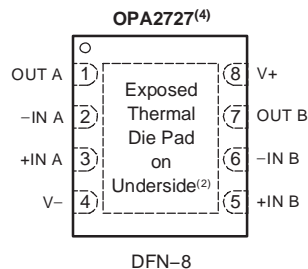 OPA2727(4)
OUT A 1 8 V+
−IN A 2 7 OUT B
+IN A 3 6 −IN B
V− 4 5 +IN B
Exposed
Thermal
Die Pad
on
Underside(2)
DFN−8